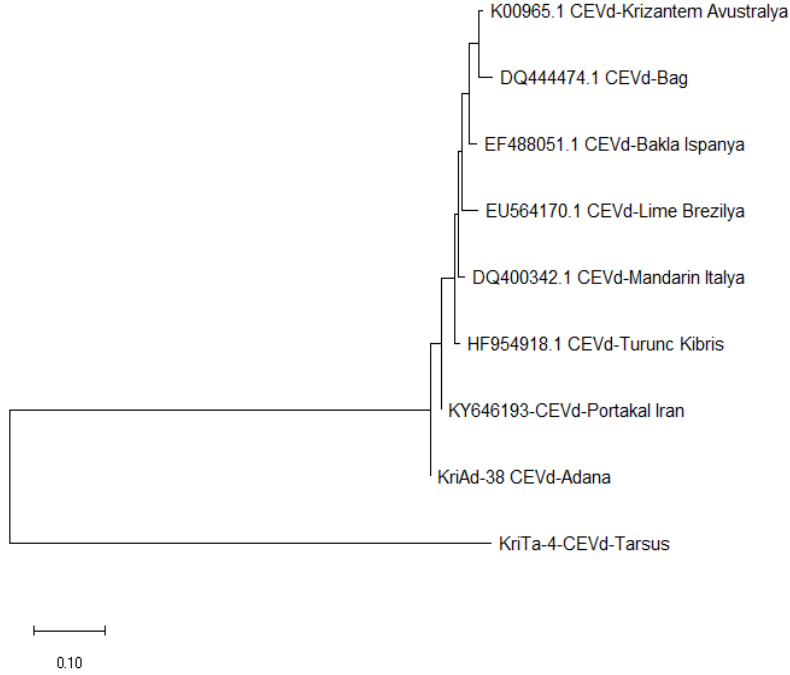 K00965.1 CEVd-Krizantem Avustralya
DQ444474.1 CEVd-Bag
EF488051.1 CEVd-Bakla Ispanya
EU564170.1 CEVd-Lime Brezilya
DQ400342.1 CEVd-Mandarin Italya
HF954918.1 CEVd-Turunc Kibris
KY646193-CEVd-Portakal Iran
KriAd-38 CEVd-Adana
KriTa-4-CEVd-Tarsus
0.10